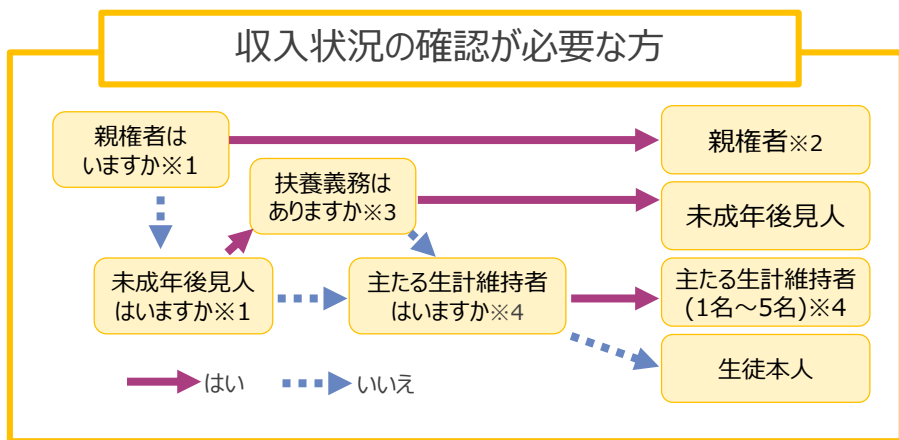 収入状況の確認が必要な方
親権者は
いますか※1
親権者※2
扶養義務は
ありますか※3
未成年後見人
未成年後見人
はいますか※1
主たる生計維持者
はいますか※4
主たる生計維持者
(1名～5名)※4
生徒本人
はい
いいえ